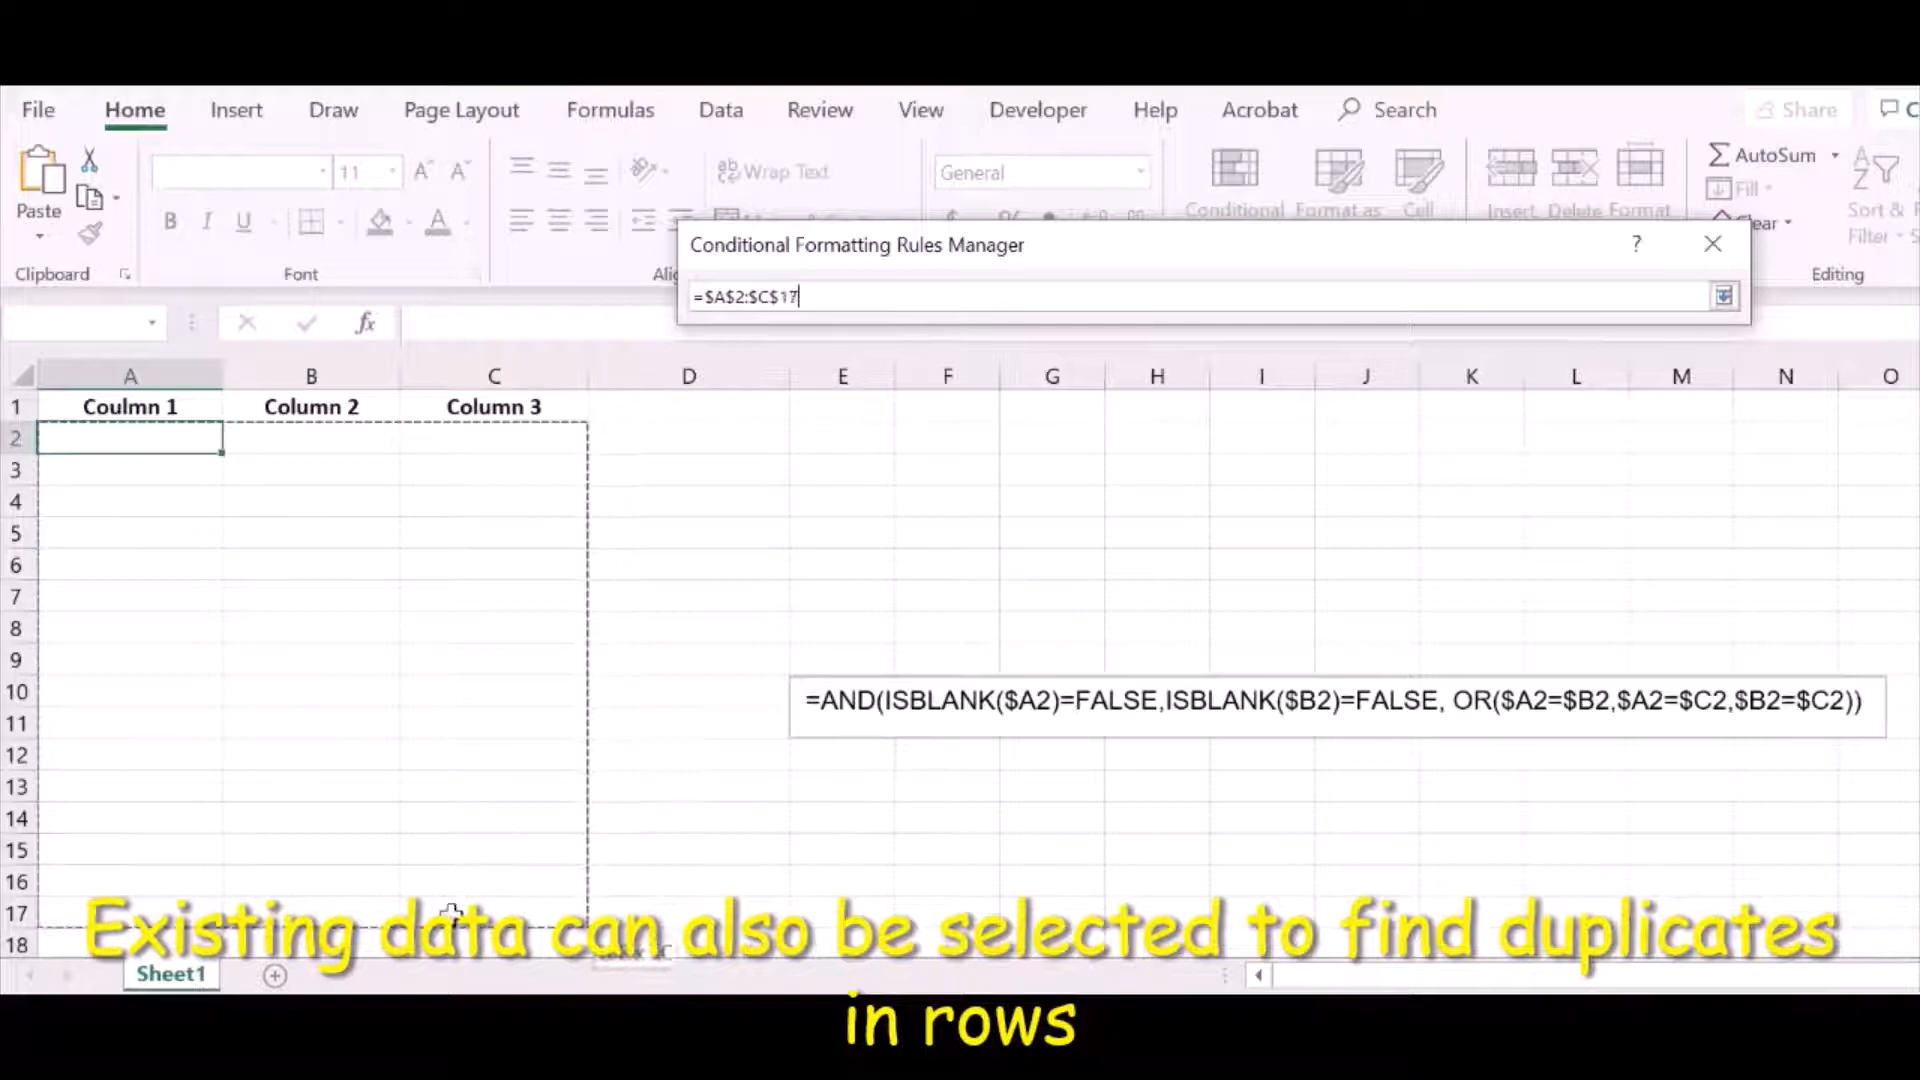 File Home Insert Draw Page Layout Formulas Data Review View Developer Help Acrobat Search Share
11 Wrap Text General AutoSum
Paste B I U Conditional Format as Cell Insert Delete Format Fill Sort &
Clear Filter
Clipboard Font Editing
Conditional Formatting Rules Manager ? 
=$A$2:$C$17
fx
A B C D E F G H I J K L M N O
1 Coulmn 1 Column 2 Column 3
2
3
4
5
6
7
8
9
10
11
=AND(ISBLANK($A2)=FALSE,ISBLANK($B2)=FALSE, OR($A2=$B2,$A2=$C2,$B2=$C2))
12
13
14
15
16
17
18
Existing data can also be selected to find duplicates
in rows
Sheet1